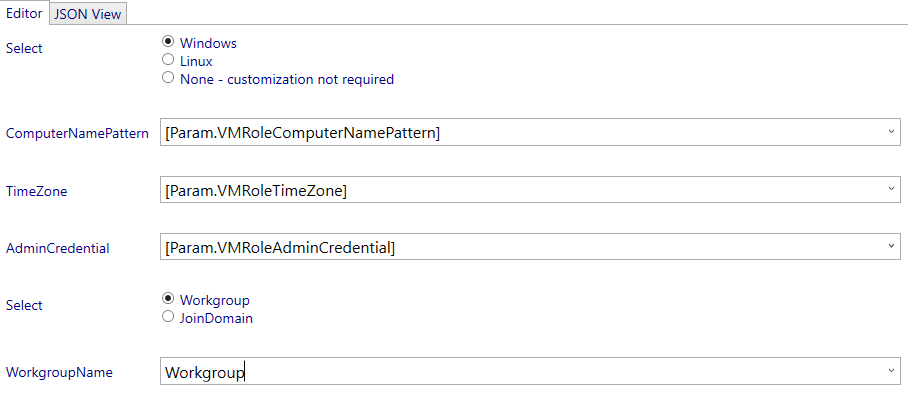 Editor JSON View
Select Windows
Linux
None - customization not required
ComputerNamePattern [Param.VMRoleComputerNamePattern]
TimeZone [Param.VMRoleTimeZone]
AdminCredential [Param.VMRoleAdminCredential]
Select Workgroup
JoinDomain
WorkgroupName Workgroup